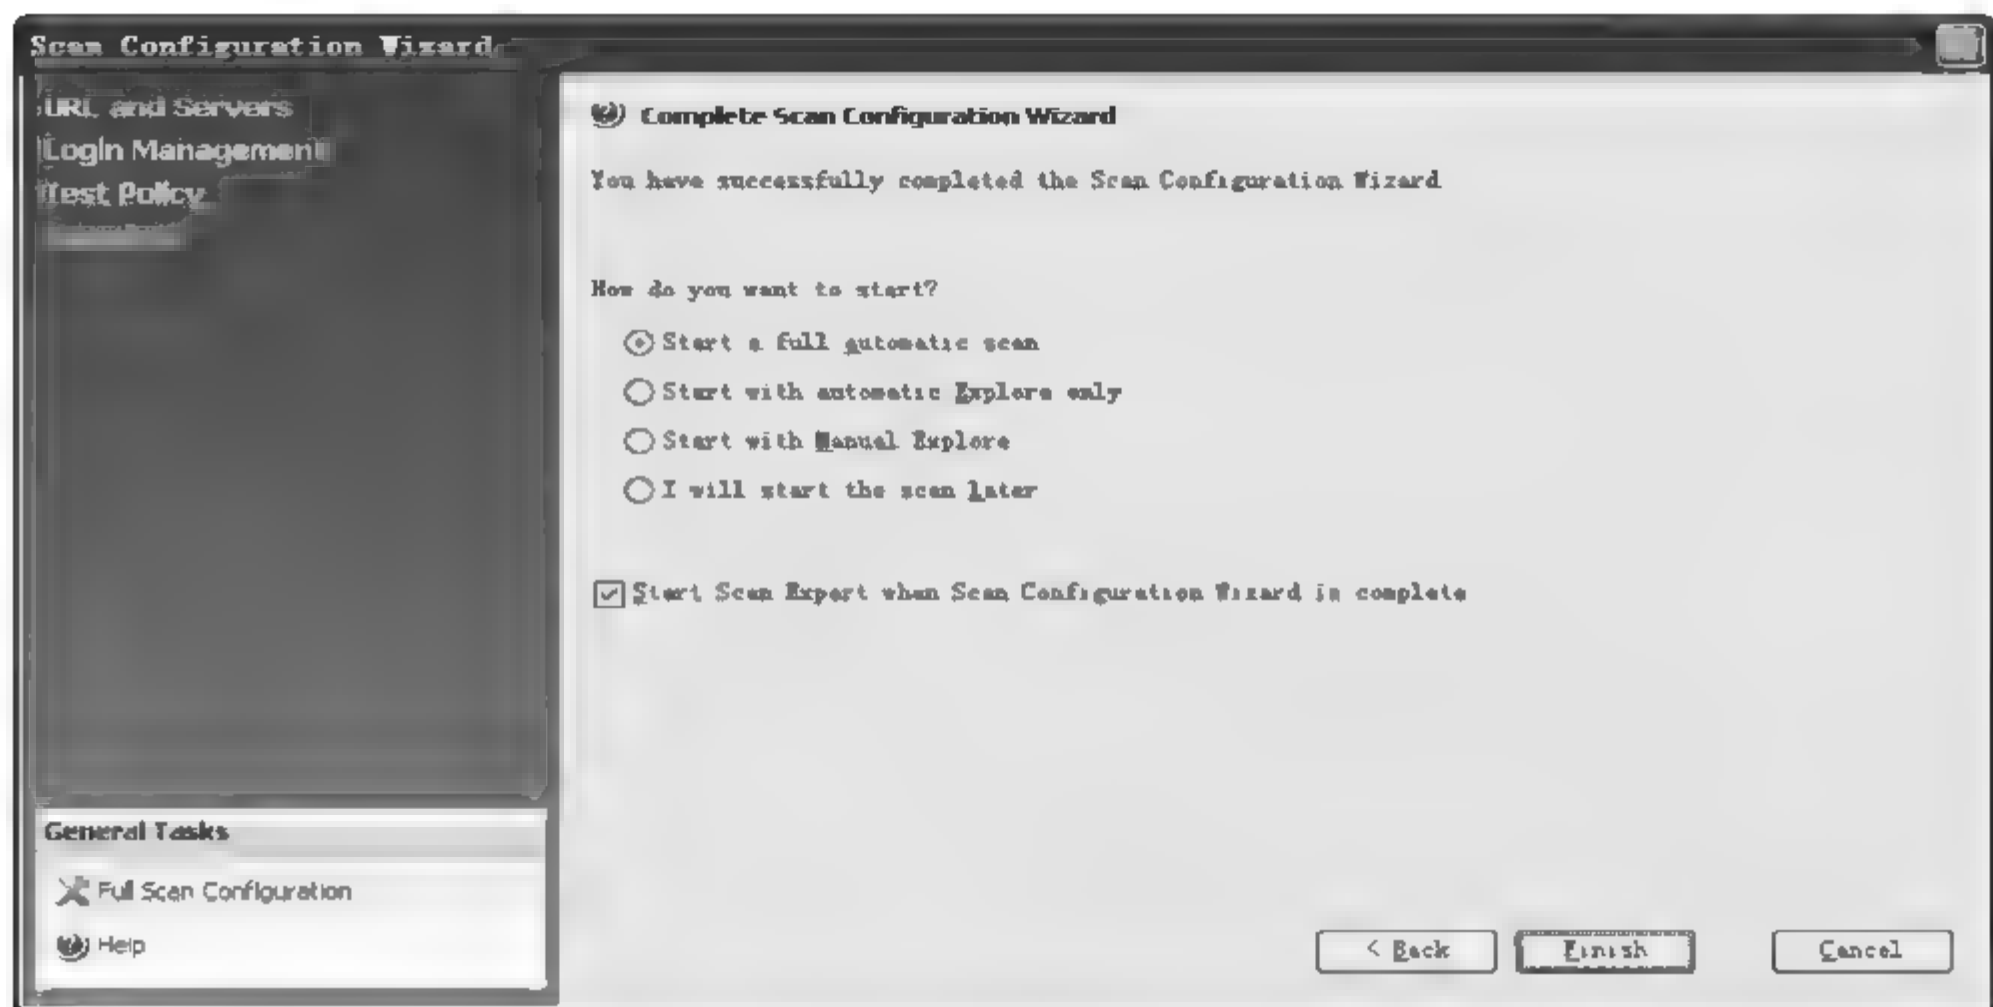 Scan Configuration Wizard
URL and Servers
Login Management
Test Policy
General Tasks
Full Scan Configuration
Help
Complete Scan Configuration Wizard
You have successfully completed the Scan Configuration Wizard
How do you want to start?
Start a full automatic scan
Start with automatic Explore only
Start with Manual Explore
I will start the scan later
Start Scan Expert when Scan Configuration Wizard is complete
< Back
Finish
Cancel